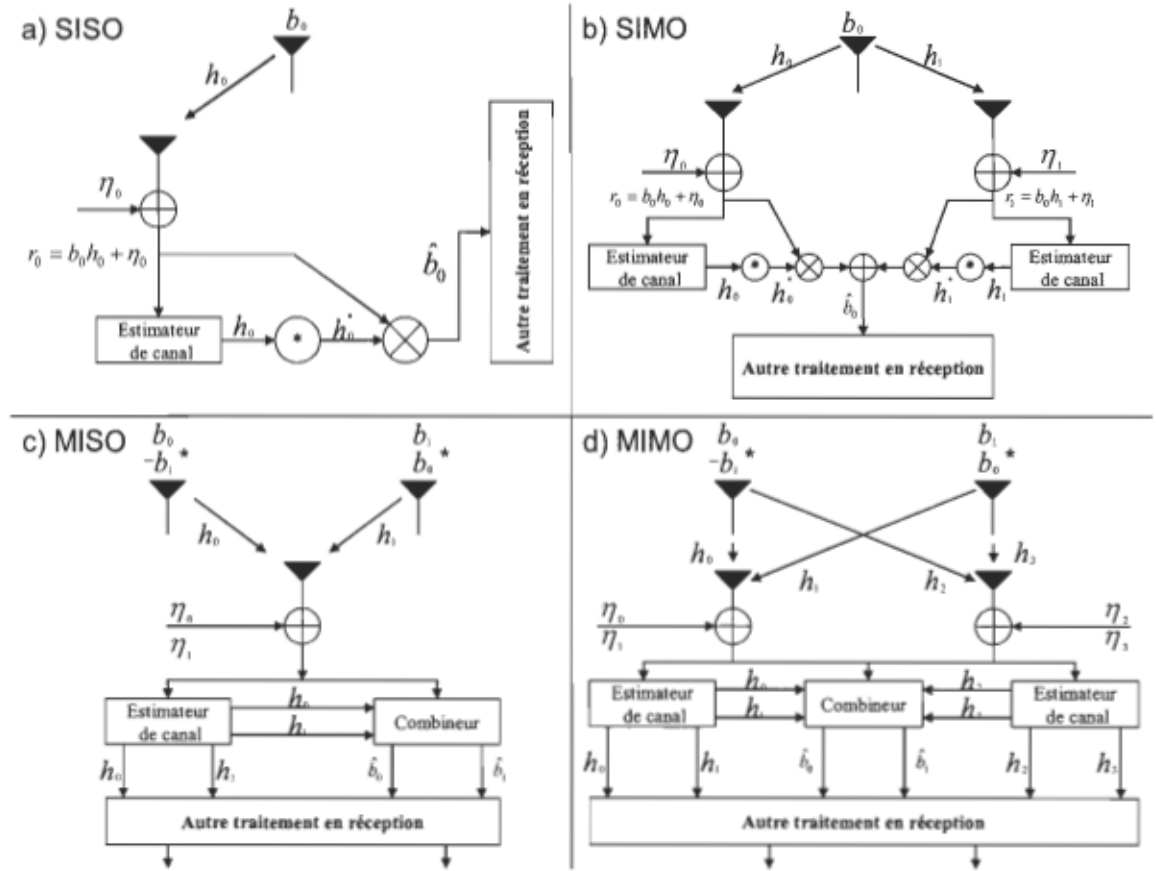 a) SISO
b₀
h₀
η₀
r₀ = b₀h₀ + η₀
Estimateur
de canal
h₀
*
h₀*
b̂₀
Autre traitement en réception
b) SIMO
b₀
h₀
h₁
η₀
η₁
r₀ = b₀h₀ + η₀
r₁ = b₀h₁ + η₁
Estimateur
de canal
h₀
*
h₀*
b̂₀
h₁*
*
h₁
Estimateur
de canal
Autre traitement en réception
c) MISO
b₀
-b₁*
b₁
b₀*
h₀
h₁
η₀
η₁
Estimateur
de canal
h₀
h₁
Combineur
h₀
h₁
b̂₀
b̂₁
Autre traitement en réception
d) MIMO
b₀
-b₁*
b₁
b₀*
h₀
h₁
h₂
h₃
η₀
η₁
η₂
η₃
Estimateur
de canal
h₀
Combineur
h₂
Estimateur
de canal
h₀
h₁
b̂₀
b̂₁
h₂
h₃
Autre traitement en réception